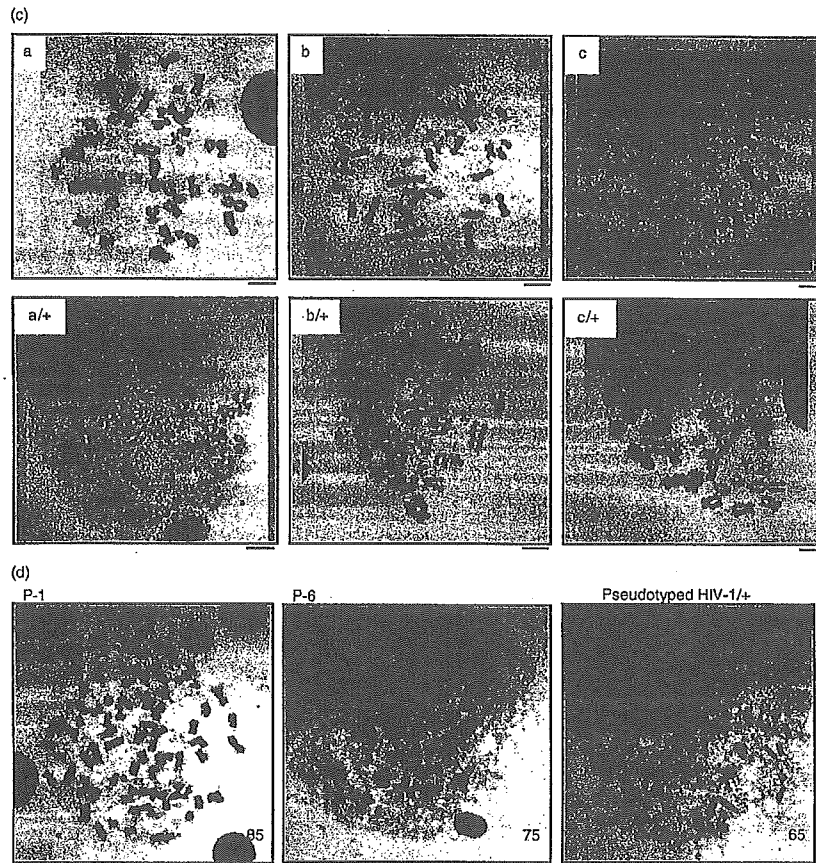 (c)
a
b
c
a/+
b/+
c/+
(d)
P-1
P-6
Pseudotyped HIV-1/+
85
75
65